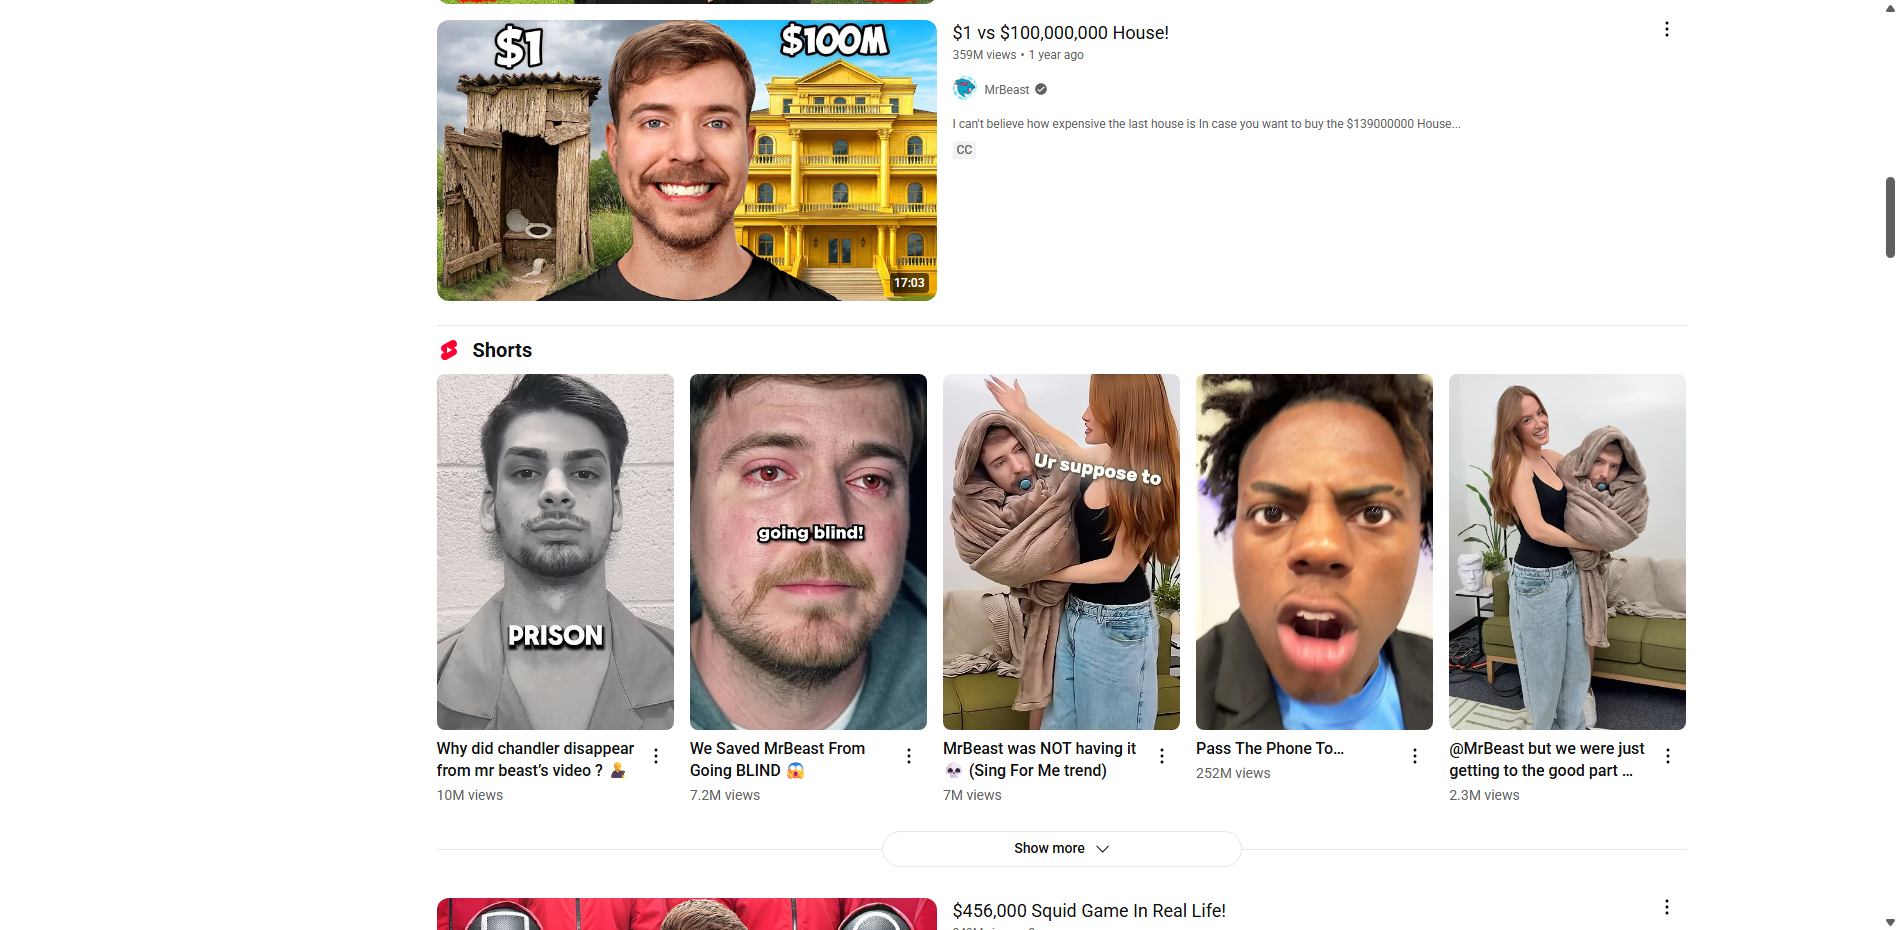 $1
$100M
17:03
$1 vs $100,000,000 House!
359M views • 1 year ago
MrBeast
I can't believe how expensive the last house is In case you want to buy the $139000000 House...
CC
Shorts
PRISON
going blind!
Ur suppose to
Why did chandler disappear
from mr beast’s video ? 🤦‍♂️
10M views
We Saved MrBeast From
Going BLIND 😱
7.2M views
MrBeast was NOT having it
💀 (Sing For Me trend)
7M views
Pass The Phone To...
252M views
@MrBeast but we were just
getting to the good part ...
2.3M views
Show more
$456,000 Squid Game In Real Life!